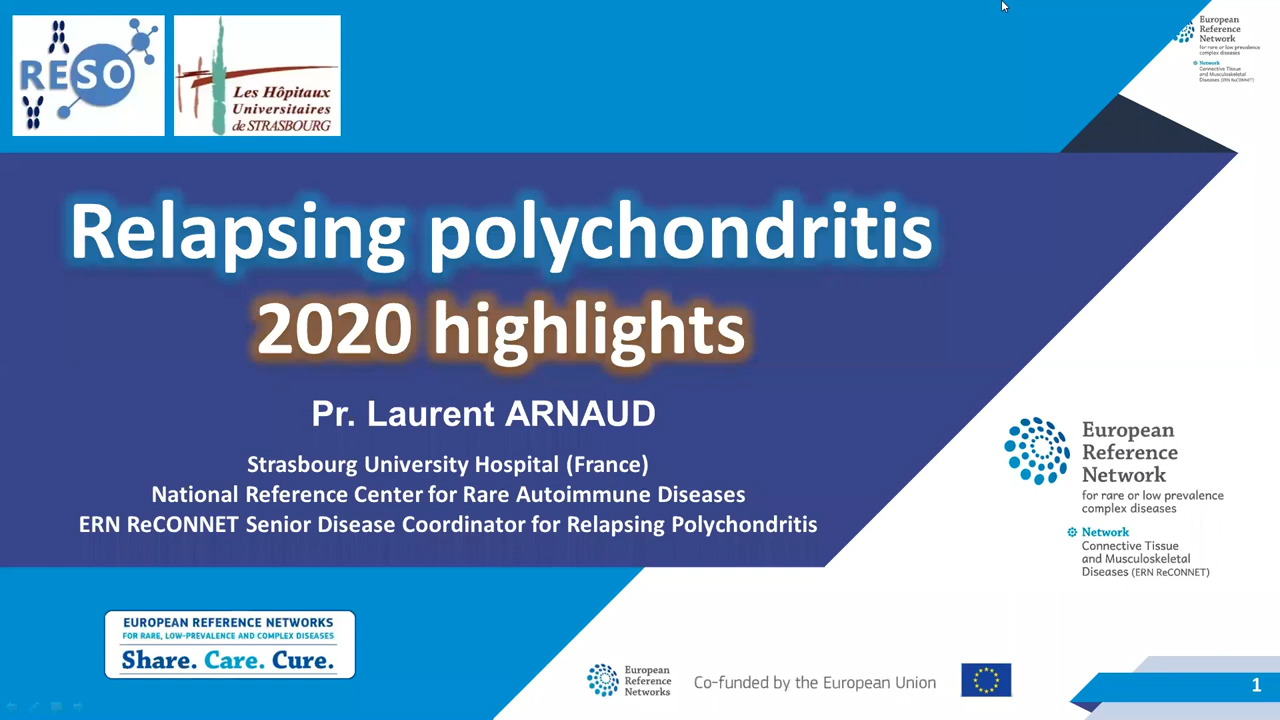 RESO
Les Hôpitaux
Universitaires
de STRASBOURG
European
Reference
Network
for rare or low prevalence
complex diseases
Network
Connective Tissue
and Musculoskeletal
Diseases (ERN ReCONNET)
Relapsing polychondritis
2020 highlights
Pr. Laurent ARNAUD
Strasbourg University Hospital (France)
National Reference Center for Rare Autoimmune Diseases
ERN ReCONNET Senior Disease Coordinator for Relapsing Polychondritis
European
Reference
Network
for rare or low prevalence
complex diseases
Network
Connective Tissue
and Musculoskeletal
Diseases (ERN ReCONNET)
EUROPEAN REFERENCE NETWORKS
FOR RARE, LOW-PREVALENCE AND COMPLEX DISEASES
Share. Care. Cure.
European
Reference
Networks
Co-funded by the European Union
1